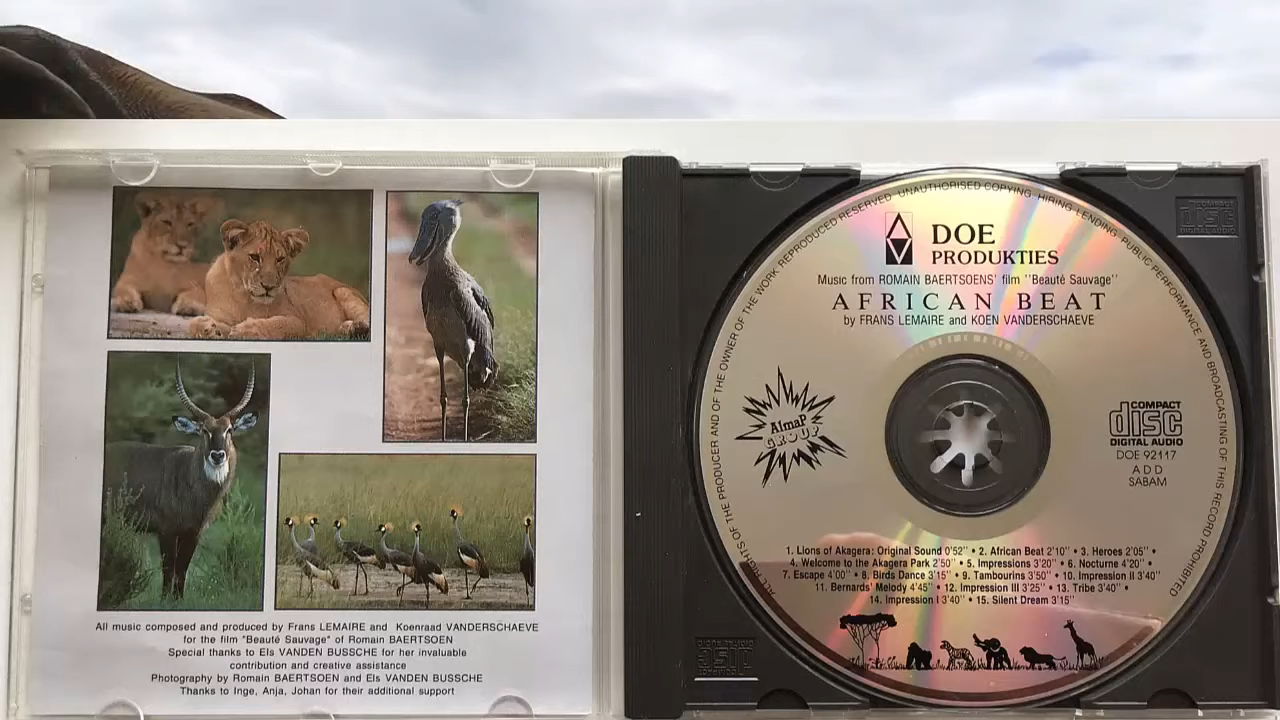 All music composed and produced by Frans LEMAIRE and Koenraad VANDERSCHAEVE
for the film "Beauté Sauvage" of Romain BAERTSOEN
Special thanks to Els VANDEN BUSSCHE for her invaluable
contribution and creative assistance
Photography by Romain BAERTSOEN and Els VANDEN BUSSCHE
Thanks to Inge, Anja, Johan for their additional support
ALL RIGHTS OF THE PRODUCER AND OF THE OWNER OF THE WORK REPRODUCED RESERVED · UNAUTHORISED COPYING · HIRING · LENDING · PUBLIC PERFORMANCE AND BROADCASTING OF THIS RECORD PROHIBITED
DOE
PRODUKTIES
Music from ROMAIN BAERTSOENS' film "Beauté Sauvage"
AFRICAN BEAT
by FRANS LEMAIRE and KOEN VANDERSCHAEVE
AlmaP
GROUP
COMPACT
disc
DIGITAL AUDIO
DOE 92117
ADD
SABAM
1. Lions of Akagera: Original Sound 0'52" • 2. African Beat 2'10" • 3. Heroes 2'05" •
4. Welcome to the Akagera Park 2'50" • 5. Impressions 3'20" • 6. Nocturne 4'20" •
7. Escape 4'00" • 8. Birds Dance 3'15" • 9. Tambourins 3'50" • 10. Impression II 3'40"
11. Bernards' Melody 4'45" • 12. Impression III 3'25" • 13. Tribe 3'40" •
14. Impression I 3'40" • 15. Silent Dream 3'15"
COMPACT
disc
DIGITAL AUDIO